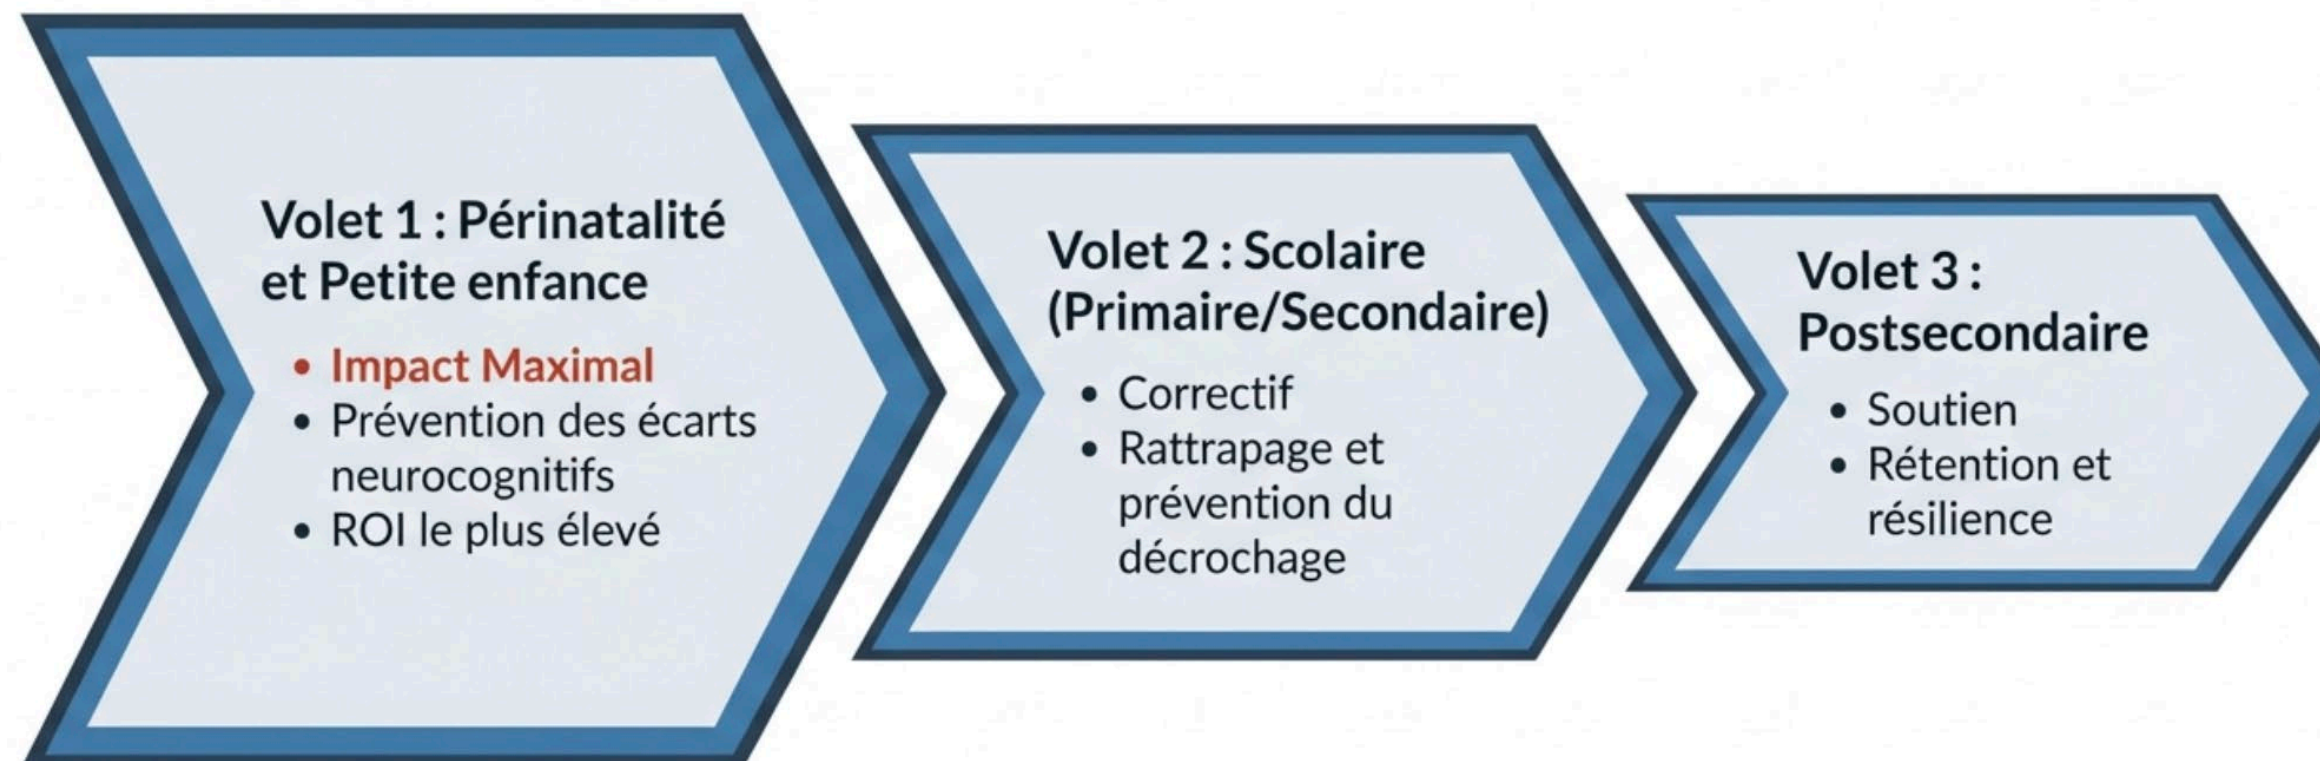 Volet 1 : Périnatalité
et Petite enfance
• Impact Maximal
• Prévention des écarts
neurocognitifs
• ROI le plus élevé
Volet 2 : Scolaire
(Primaire/Secondaire)
• Correctif
• Rattrapage et
prévention du
décrochage
Volet 3 :
Postsecondaire
• Soutien
• Rétention et
résilience